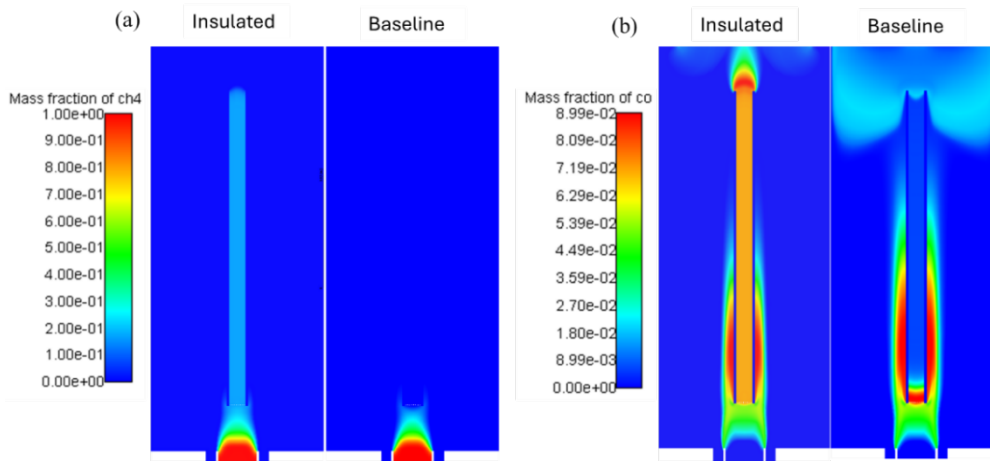 (a)
Insulated
Baseline
Mass fraction of ch4
1.00e+00
9.00e-01
8.00e-01
7.00e-01
6.00e-01
5.00e-01
4.00e-01
3.00e-01
2.00e-01
1.00e-01
0.00e+00
(b)
Insulated
Baseline
Mass fraction of co
8.99e-02
8.09e-02
7.19e-02
6.29e-02
5.39e-02
4.49e-02
3.59e-02
2.70e-02
1.80e-02
8.99e-03
0.00e+00